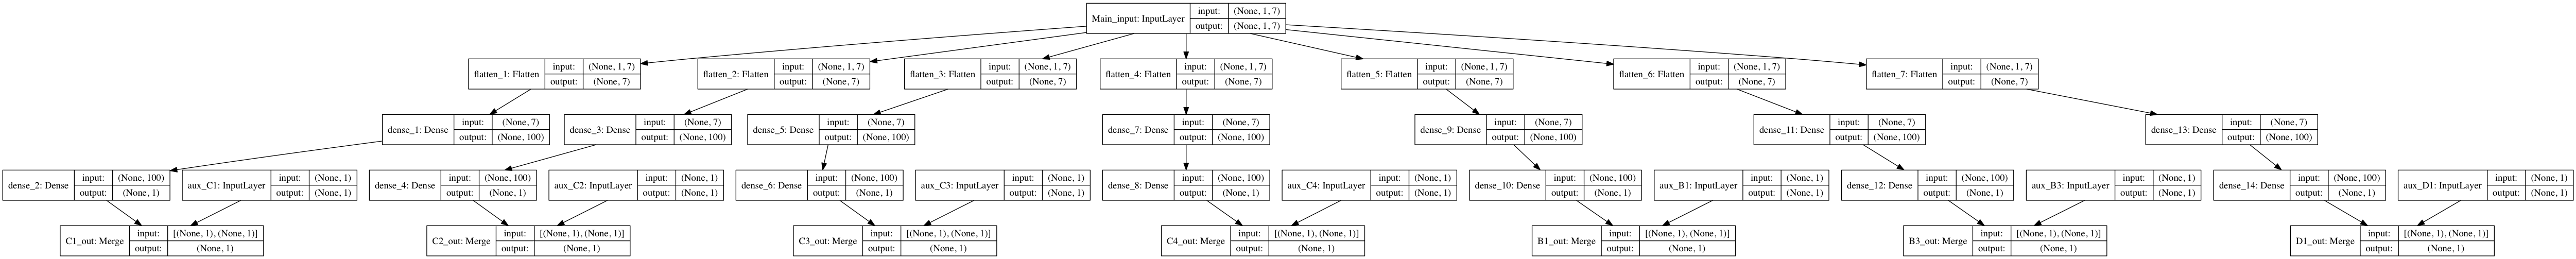 Main_input: InputLayer
input: (None, 1, 7)
output: (None, 1, 7)
flatten_1: Flatten
input: (None, 1, 7)
output: (None, 7)
flatten_2: Flatten
input: (None, 1, 7)
output: (None, 7)
flatten_3: Flatten
input: (None, 1, 7)
output: (None, 7)
flatten_4: Flatten
input: (None, 1, 7)
output: (None, 7)
flatten_5: Flatten
input: (None, 1, 7)
output: (None, 7)
flatten_6: Flatten
input: (None, 1, 7)
output: (None, 7)
flatten_7: Flatten
input: (None, 1, 7)
output: (None, 7)
dense_1: Dense
input: (None, 7)
output: (None, 100)
dense_3: Dense
input: (None, 7)
output: (None, 100)
dense_5: Dense
input: (None, 7)
output: (None, 100)
dense_7: Dense
input: (None, 7)
output: (None, 100)
dense_9: Dense
input: (None, 7)
output: (None, 100)
dense_11: Dense
input: (None, 7)
output: (None, 100)
dense_13: Dense
input: (None, 7)
output: (None, 100)
dense_2: Dense
input: (None, 100)
output: (None, 1)
aux_C1: InputLayer
input: (None, 1)
output: (None, 1)
dense_4: Dense
input: (None, 100)
output: (None, 1)
aux_C2: InputLayer
input: (None, 1)
output: (None, 1)
dense_6: Dense
input: (None, 100)
output: (None, 1)
aux_C3: InputLayer
input: (None, 1)
output: (None, 1)
dense_8: Dense
input: (None, 100)
output: (None, 1)
aux_C4: InputLayer
input: (None, 1)
output: (None, 1)
dense_10: Dense
input: (None, 100)
output: (None, 1)
aux_B1: InputLayer
input: (None, 1)
output: (None, 1)
dense_12: Dense
input: (None, 100)
output: (None, 1)
aux_B3: InputLayer
input: (None, 1)
output: (None, 1)
dense_14: Dense
input: (None, 100)
output: (None, 1)
aux_D1: InputLayer
input: (None, 1)
output: (None, 1)
C1_out: Merge
input: [(None, 1), (None, 1)]
output: (None, 1)
C2_out: Merge
input: [(None, 1), (None, 1)]
output: (None, 1)
C3_out: Merge
input: [(None, 1), (None, 1)]
output: (None, 1)
C4_out: Merge
input: [(None, 1), (None, 1)]
output: (None, 1)
B1_out: Merge
input: [(None, 1), (None, 1)]
output: (None, 1)
B3_out: Merge
input: [(None, 1), (None, 1)]
output: (None, 1)
D1_out: Merge
input: [(None, 1), (None, 1)]
output: (None, 1)